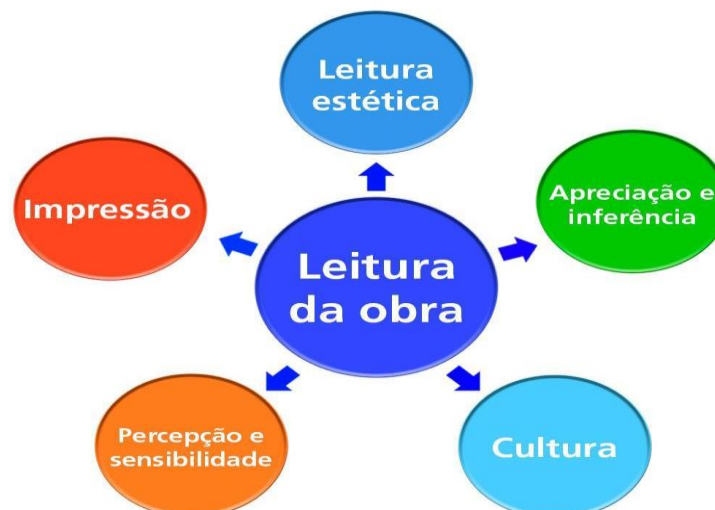 Leitura
estética
Impressão
Apreciação e
inferência
Leitura
da obra
Percepção e
sensibilidade
Cultura